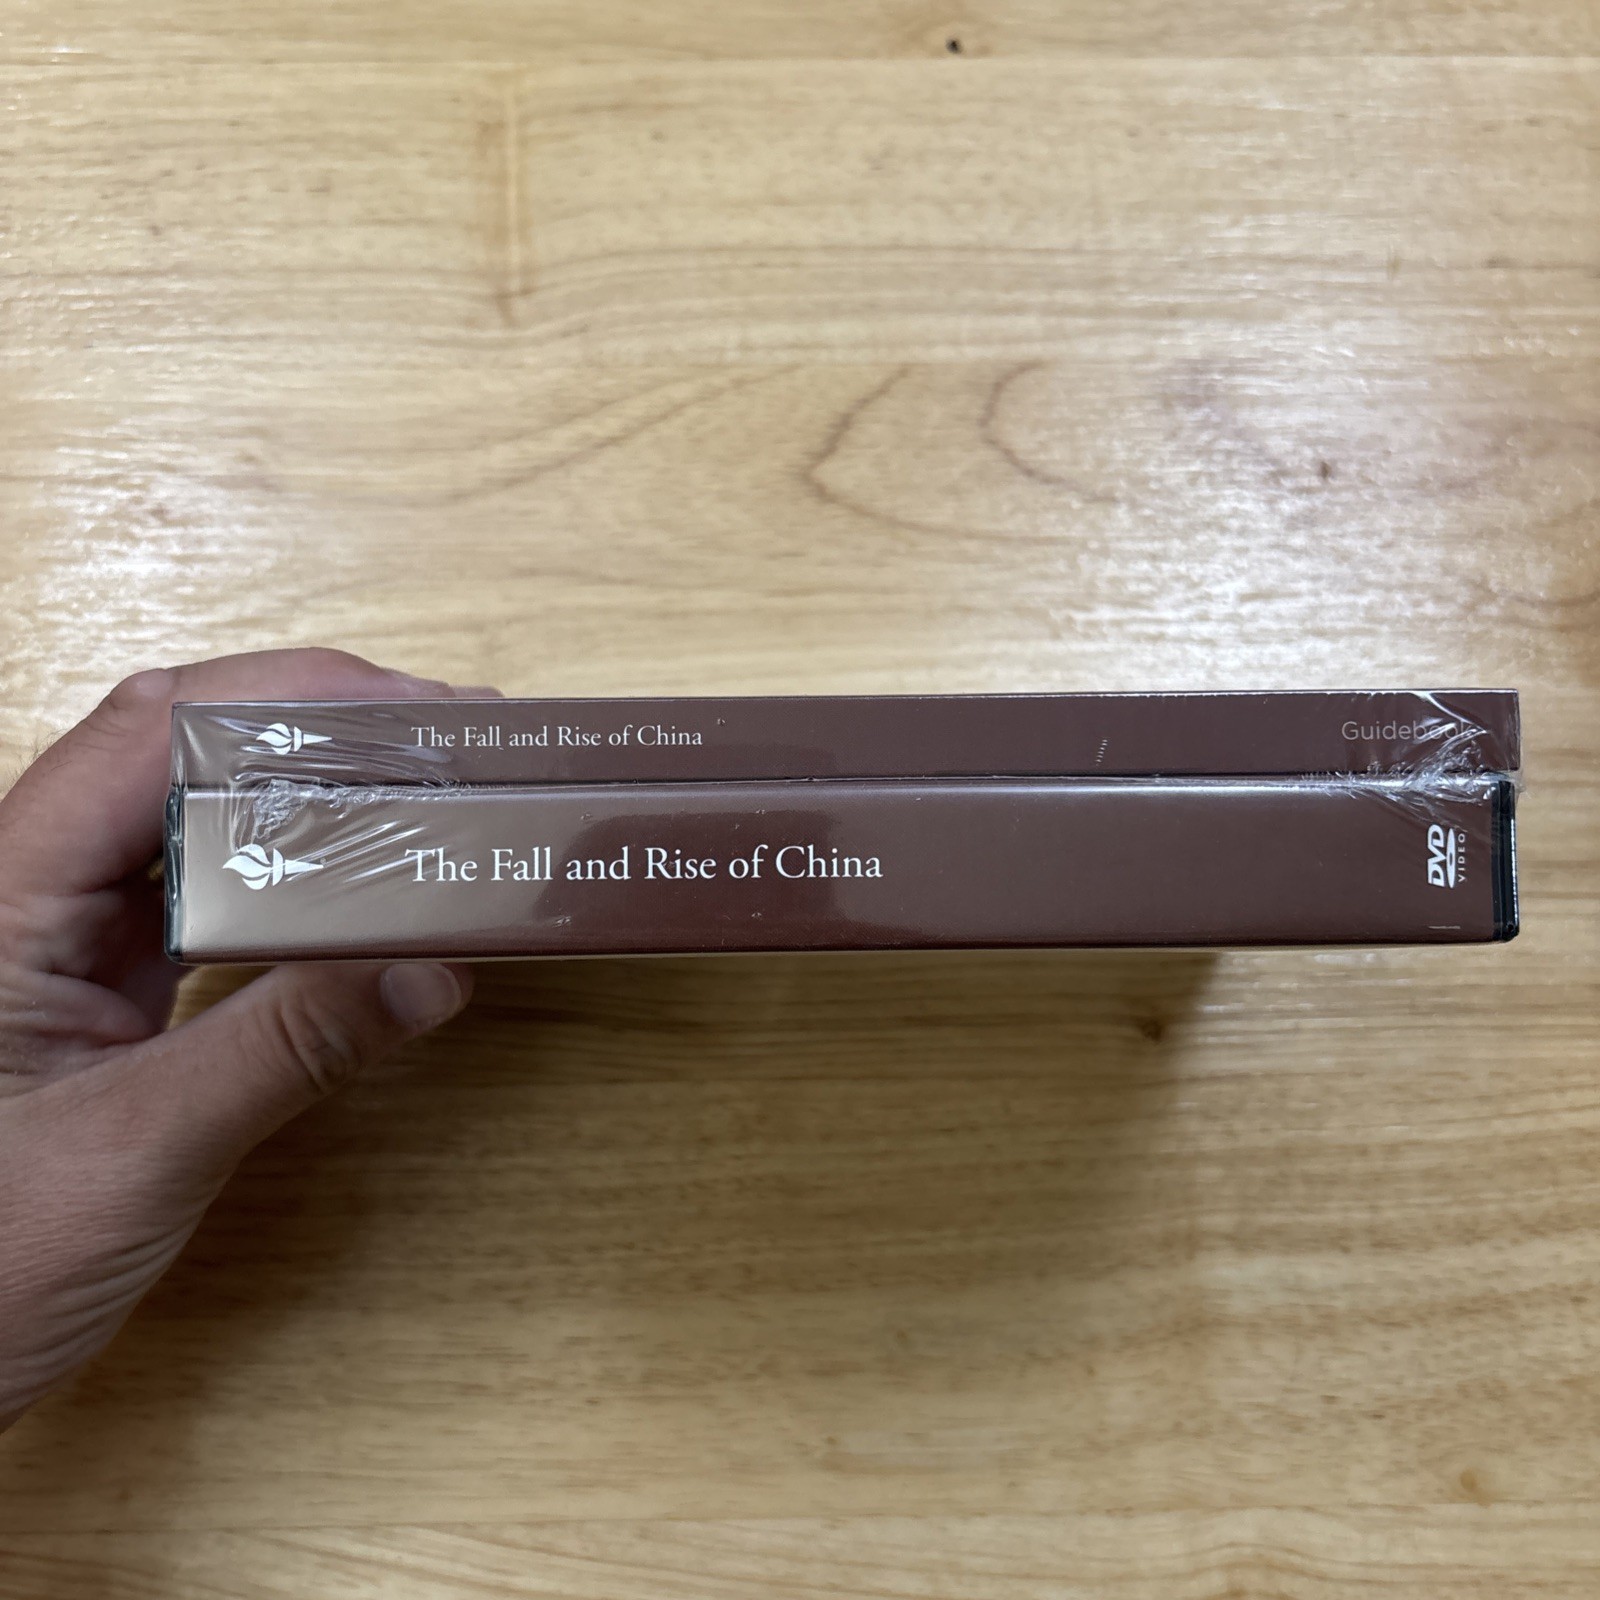 The Fall and Rise of China
Guidebook
The Fall and Rise of China
DVD
VIDEO